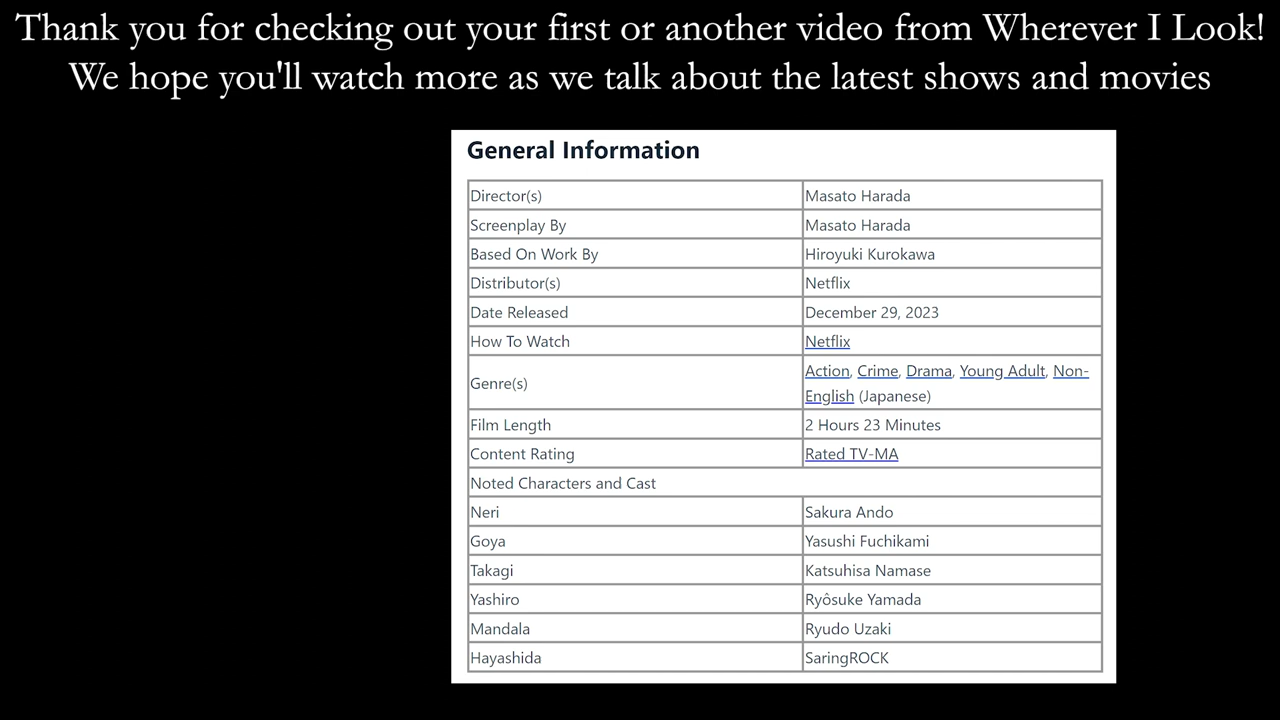 Thank you for checking out your first or another video from Wherever I Look!
We hope you'll watch more as we talk about the latest shows and movies
General Information
Director(s) Masato Harada
Screenplay By Masato Harada
Based On Work By Hiroyuki Kurokawa
Distributor(s) Netflix
Date Released December 29, 2023
How To Watch Netflix
Genre(s) Action, Crime, Drama, Young Adult, Non-
English (Japanese)
Film Length 2 Hours 23 Minutes
Content Rating Rated TV-MA
Noted Characters and Cast
Neri Sakura Ando
Goya Yasushi Fuchikami
Takagi Katsuhisa Namase
Yashiro Ryôsuke Yamada
Mandala Ryudo Uzaki
Hayashida SaringROCK